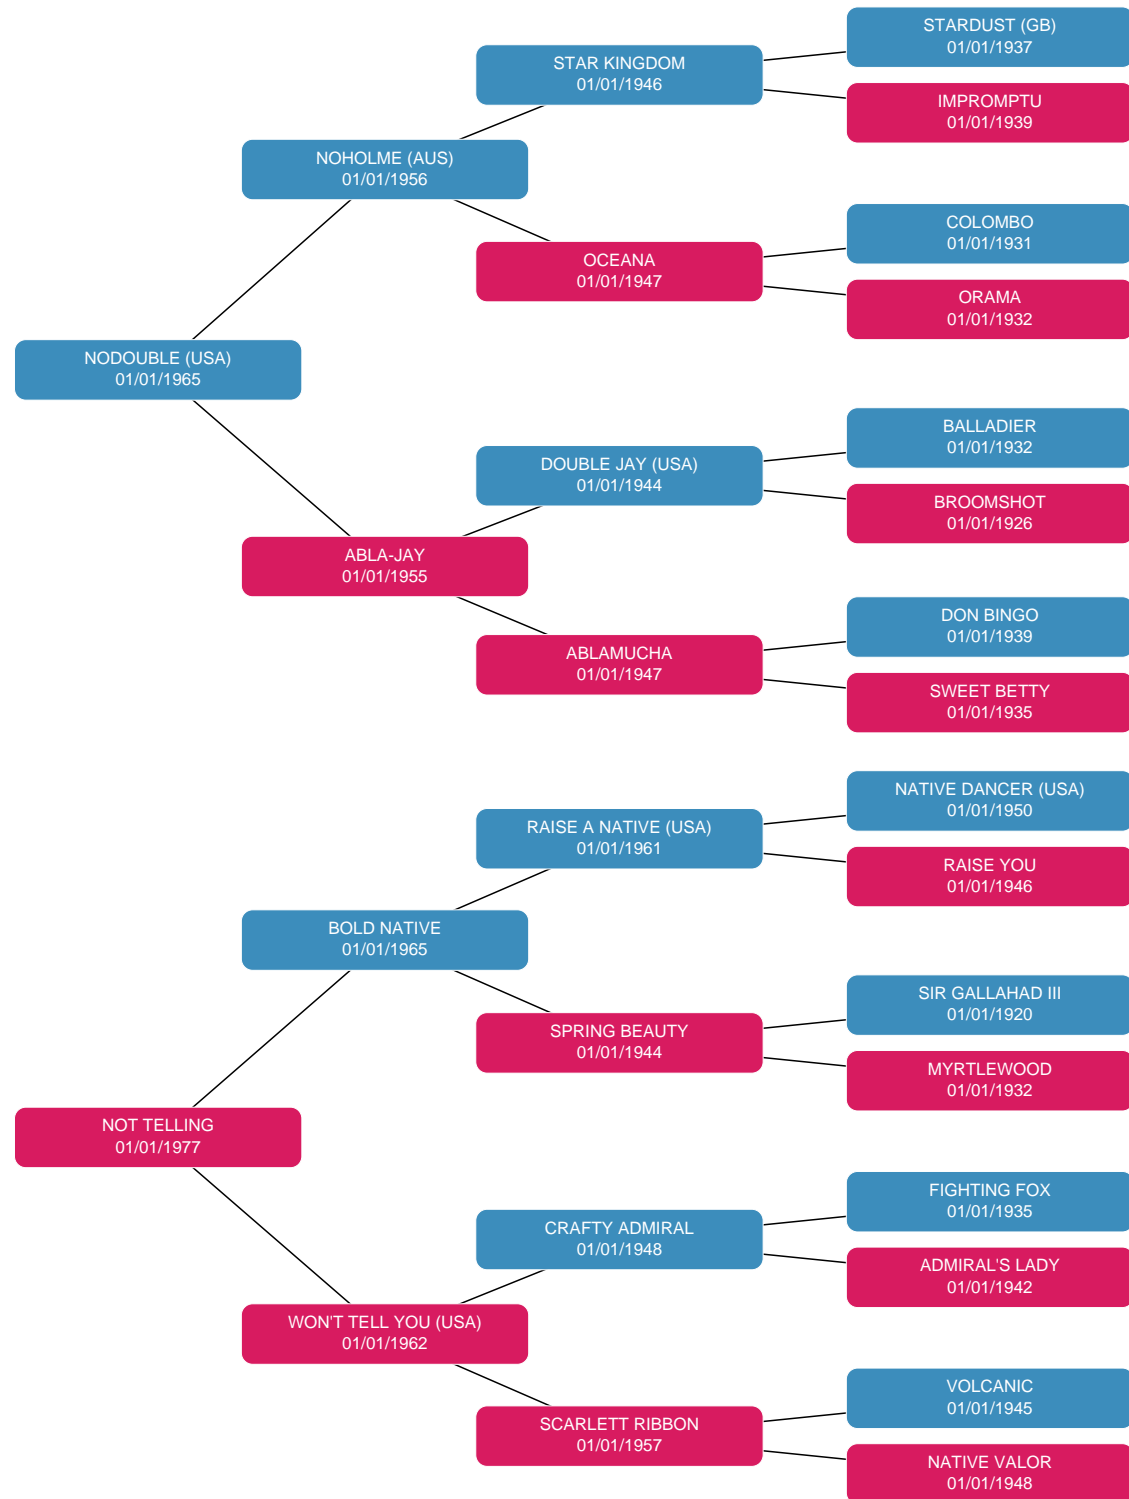 STARDUST (GB)
01/01/1937
STAR KINGDOM
01/01/1946
IMPROMPTU
01/01/1939
NOHOLME (AUS)
01/01/1956
COLOMBO
01/01/1931
OCEANA
01/01/1947
ORAMA
01/01/1932
NODOUBLE (USA)
01/01/1965
BALLADIER
01/01/1932
DOUBLE JAY (USA)
01/01/1944
BROOMSHOT
01/01/1926
ABLA-JAY
01/01/1955
DON BINGO
01/01/1939
ABLAMUCHA
01/01/1947
SWEET BETTY
01/01/1935
NATIVE DANCER (USA)
01/01/1950
RAISE A NATIVE (USA)
01/01/1961
RAISE YOU
01/01/1946
BOLD NATIVE
01/01/1965
SIR GALLAHAD III
01/01/1920
SPRING BEAUTY
01/01/1944
MYRTLEWOOD
01/01/1932
NOT TELLING
01/01/1977
FIGHTING FOX
01/01/1935
CRAFTY ADMIRAL
01/01/1948
ADMIRAL'S LADY
01/01/1942
WON'T TELL YOU (USA)
01/01/1962
VOLCANIC
01/01/1945
SCARLETT RIBBON
01/01/1957
NATIVE VALOR
01/01/1948